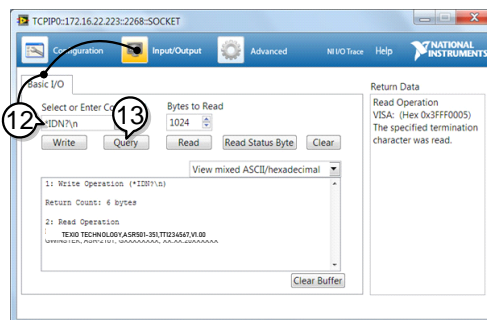 TCPIP0::172.16.22.223::2268::SOCKET
Configuration Input/Output Advanced NI I/O Trace Help NATIONAL INSTRUMENTS
Basic I/O
Return Data
Select or Enter Co
Bytes to Read
12 *IDN?\n 13 1024
Write Query Read Read Status Byte Clear
Read Operation
VISA: (Hex 0x3FFF0005)
The specified termination
character was read.
View mixed ASCII/hexadecimal
1: Write Operation (*IDN?\n)
Return Count: 6 bytes
2: Read Operation
TEXIO TECHNOLOGY,ASR501-351,TT1234567,V1.00
Clear Buffer